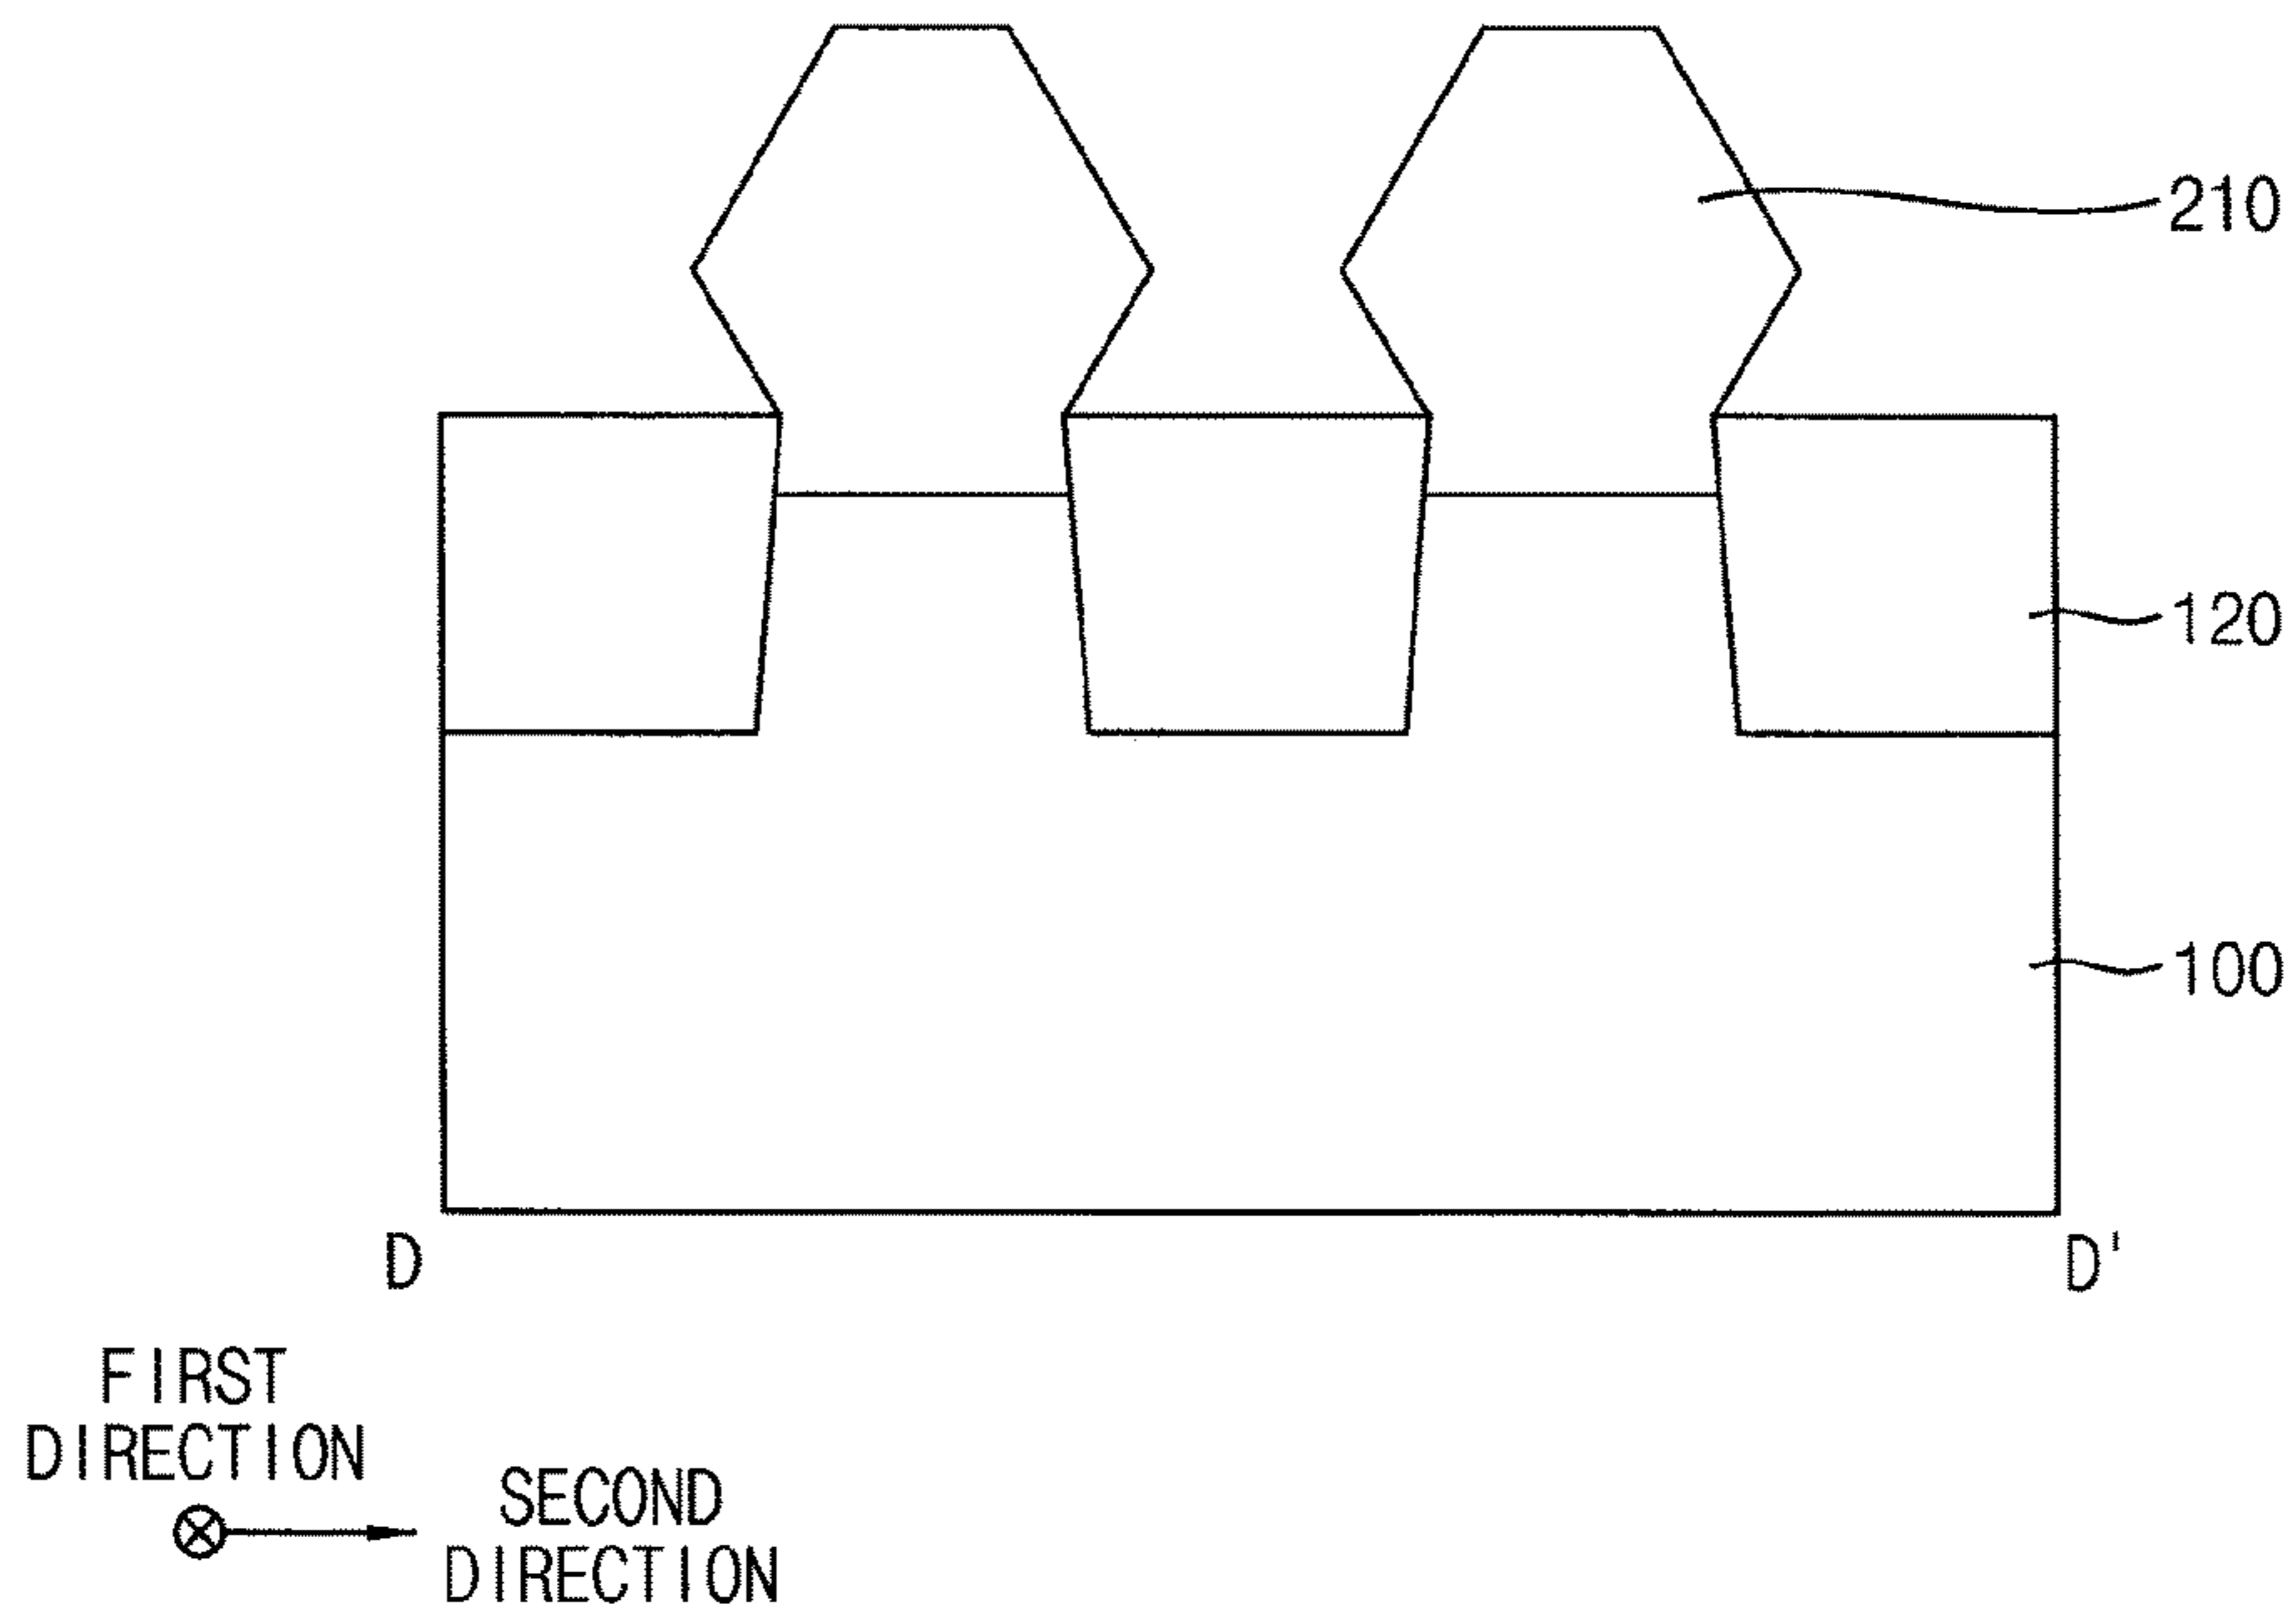 210
120
100
D
D'
FIRST
DIRECTION
SECOND
DIRECTION